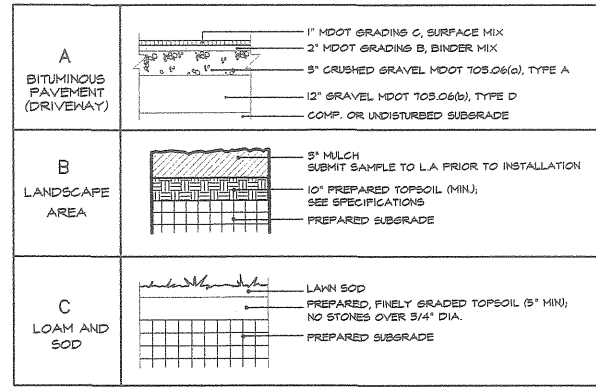 A
BITUMINOUS
PAVEMENT
(DRIVEWAY)
1" MDOT GRADING C, SURFACE MIX
2" MDOT GRADING B, BINDER MIX
3" CRUSHED GRAVEL MDOT 703.06(a), TYPE A
12" GRAVEL MDOT 703.06(b), TYPE D
COMP. OR UNDISTURBED SUBGRADE
B
LANDSCAPE
AREA
3" MULCH
SUBMIT SAMPLE TO L.A PRIOR TO INSTALLATION
10" PREPARED TOPSOIL (MIN.);
SEE SPECIFICATIONS
PREPARED SUBGRADE
C
LOAM AND
SOD
LAWN SOD
PREPARED, FINELY GRADED TOPSOIL (3" MIN);
NO STONES OVER 3/4" DIA.
PREPARED SUBGRADE